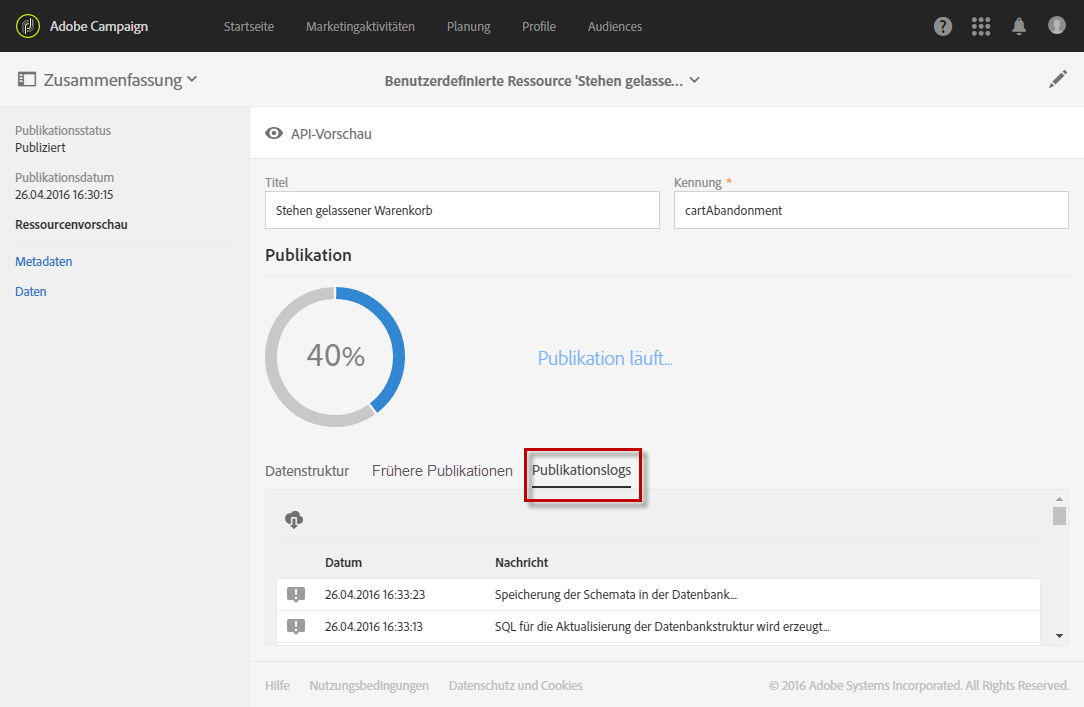 Adobe Campaign Startseite Marketingaktivitäten Planung Profile Audiences
Zusammenfassung Benutzerdefinierte Ressource 'Stehen gelasse...
Publikationsstatus
Publiziert
Publikationsdatum
26.04.2016 16:30:15
Ressourcenvorschau
Metadaten
Daten
API-Vorschau
Titel Kennung *
Stehen gelassener Warenkorb cartAbandonment
Publikation
40%
Publikation läuft...
Datenstruktur Frühere Publikationen Publikationslogs
Datum Nachricht
26.04.2016 16:33:23 Speicherung der Schemata in der Datenbank...
26.04.2016 16:33:13 SQL für die Aktualisierung der Datenbankstruktur wird erzeugt...
Hilfe Nutzungsbedingungen Datenschutz und Cookies © 2016 Adobe Systems Incorporated. All Rights Reserved.